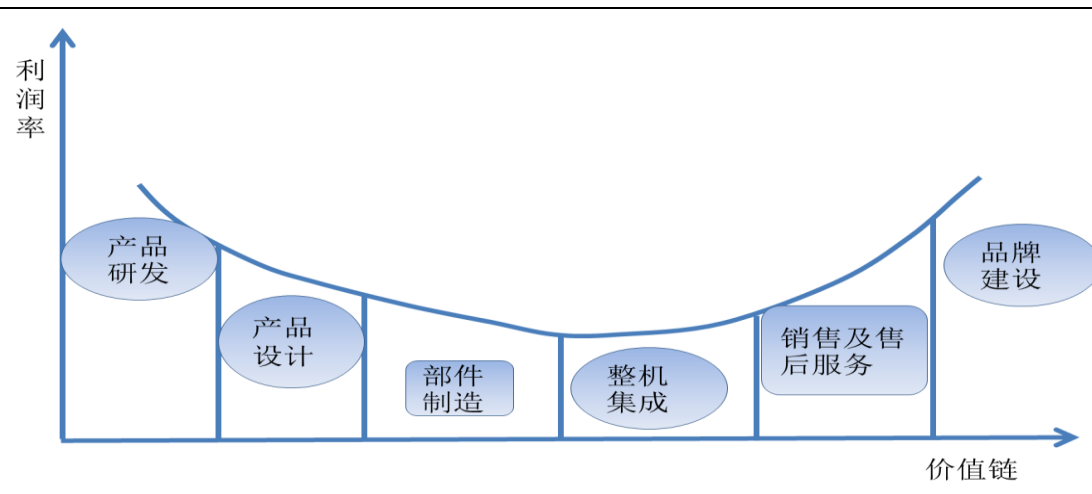 利
润
率
产品
研发
产品
设计
部件
制造
整机
集成
销售及售
后服务
品牌
建设
价值链